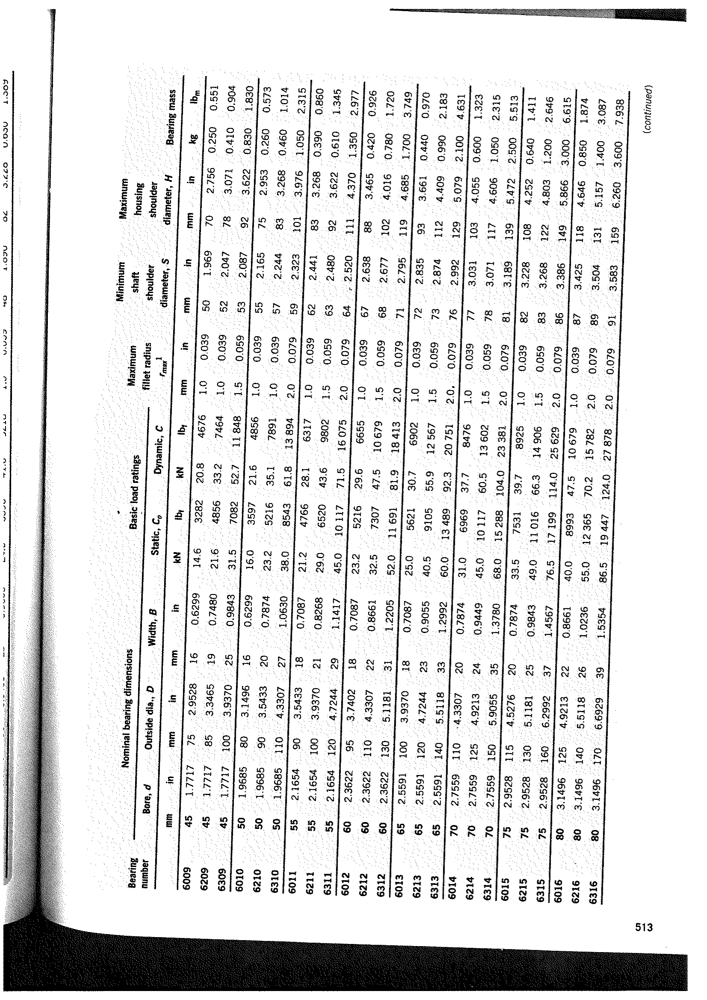 Nominal bearing dimensions Basic load ratings Maximum fillet radius r_max¹ Minimum shaft shoulder diameter, S Maximum housing shoulder diameter, H Bearing mass
Bearing number Bore, d Outside dia., D Width, B Static, C_o Dynamic, C
mm in mm in mm in kN lb_f kN lb_f mm in mm in mm in kg lb_m
6009 45 1.7717 75 2.9528 16 0.6299 14.6 3282 20.8 4676 1.0 0.039 50 1.969 70 2.756 0.250 0.551
6209 45 1.7717 85 3.3465 19 0.7480 21.6 4856 33.2 7464 1.0 0.039 52 2.047 78 3.071 0.410 0.904
6309 45 1.7717 100 3.9370 25 0.9843 31.5 7082 52.7 11 848 1.5 0.059 53 2.087 92 3.622 0.830 1.830
6010 50 1.9685 80 3.1496 16 0.6299 16.0 3597 21.6 4856 1.0 0.039 55 2.165 75 2.953 0.260 0.573
6210 50 1.9685 90 3.5433 20 0.7874 23.2 5216 35.1 7891 1.0 0.039 57 2.244 83 3.268 0.460 1.014
6310 50 1.9685 110 4.3307 27 1.0630 38.0 8543 61.8 13 894 2.0 0.079 59 2.323 101 3.976 1.050 2.315
6011 55 2.1654 90 3.5433 18 0.7087 21.2 4766 28.1 6317 1.0 0.039 62 2.441 83 3.268 0.390 0.860
6211 55 2.1654 100 3.9370 21 0.8268 29.0 6520 43.6 9802 1.5 0.059 63 2.480 92 3.622 0.610 1.345
6311 55 2.1654 120 4.7244 29 1.1417 45.0 10 117 71.5 16 075 2.0 0.079 64 2.520 111 4.370 1.350 2.977
6012 60 2.3622 95 3.7402 18 0.7087 23.2 5216 29.6 6655 1.0 0.039 67 2.638 88 3.465 0.420 0.926
6212 60 2.3622 110 4.3307 22 0.8661 32.5 7307 47.5 10 679 1.5 0.059 68 2.677 102 4.016 0.780 1.720
6312 60 2.3622 130 5.1181 31 1.2205 52.0 11 691 81.9 18 413 2.0 0.079 71 2.795 119 4.685 1.700 3.749
6013 65 2.5591 100 3.9370 18 0.7087 25.0 5621 30.7 6902 1.0 0.039 72 2.835 93 3.661 0.440 0.970
6213 65 2.5591 120 4.7244 23 0.9055 40.5 9105 55.9 12 567 1.5 0.059 73 2.874 112 4.409 0.990 2.183
6313 65 2.5591 140 5.5118 33 1.2992 60.0 13 489 92.3 20 751 2.0 0.079 76 2.992 129 5.079 2.100 4.631
6014 70 2.7559 110 4.3307 20 0.7874 31.0 6969 37.7 8476 1.0 0.039 77 3.031 103 4.055 0.600 1.323
6214 70 2.7559 125 4.9213 24 0.9449 45.0 10 117 60.5 13 602 1.5 0.059 78 3.071 117 4.606 1.050 2.315
6314 70 2.7559 150 5.9055 35 1.3780 68.0 15 288 104.0 23 381 2.0 0.079 81 3.189 139 5.472 2.500 5.513
6015 75 2.9528 115 4.5276 20 0.7874 33.5 7531 39.7 8925 1.0 0.039 82 3.228 108 4.252 0.640 1.411
6215 75 2.9528 130 5.1181 25 0.9843 49.0 11 016 66.3 14 906 1.5 0.059 83 3.268 122 4.803 1.200 2.646
6315 75 2.9528 160 6.2992 37 1.4567 76.5 17 199 114.0 25 629 2.0 0.079 86 3.386 149 5.866 3.000 6.615
6016 80 3.1496 125 4.9213 22 0.8661 40.0 8993 47.5 10 679 1.0 0.039 87 3.425 118 4.646 0.850 1.874
6216 80 3.1496 140 5.5118 26 1.0236 55.0 12 365 70.2 15 782 2.0 0.079 89 3.504 131 5.157 1.400 3.087
6316 80 3.1496 170 6.6929 39 1.5354 86.5 19 447 124.0 27 878 2.0 0.079 91 3.583 159 6.260 3.600 7.938
(continued)
513